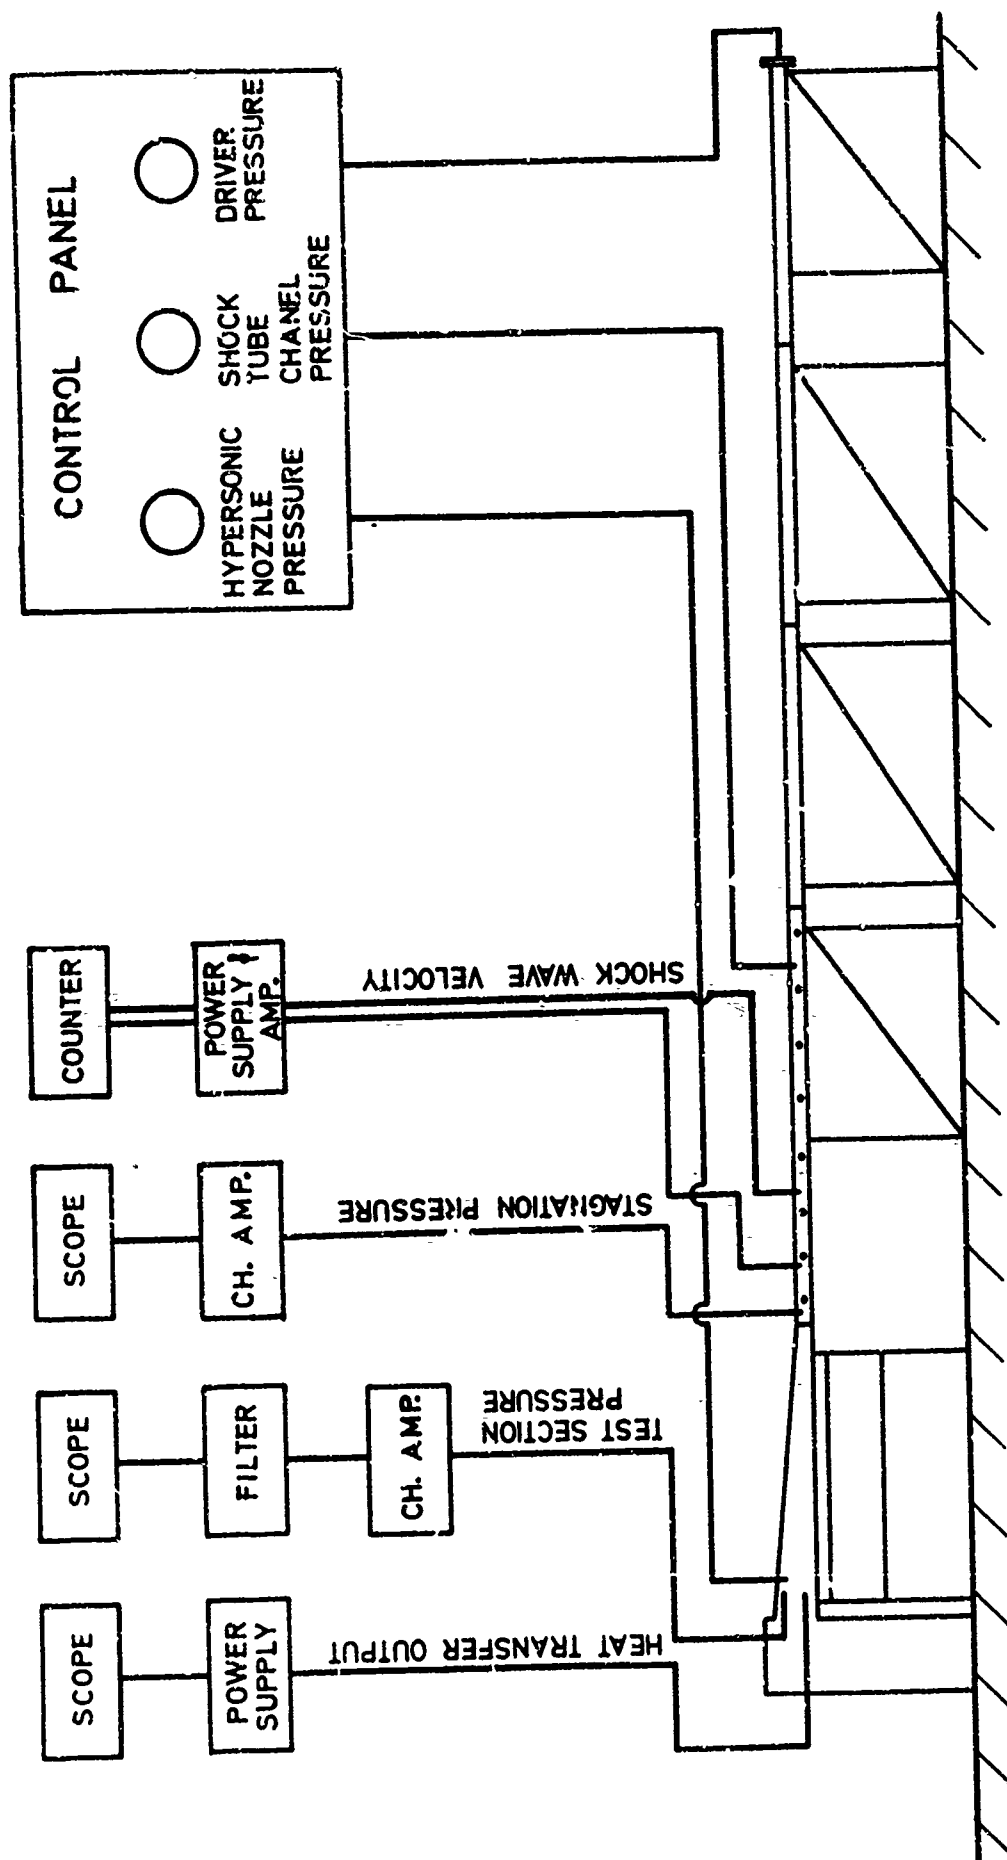 SCOPE
POWER
SUPPLY
HEAT TRANSFER OUTPUT
SCOPE
FILTER
CH. AMP.
TEST SECTION
PRESSURE
SCOPE
CH. AMP.
STAGNATION PRESSURE
COUNTER
POWER
SUPPLY &
AMP.
SHOCK WAVE VELOCITY
CONTROL PANEL
HYPERSONIC
NOZZLE
PRESSURE
SHOCK
TUBE
CHANEL
PRESSURE
DRIVER
PRESSURE